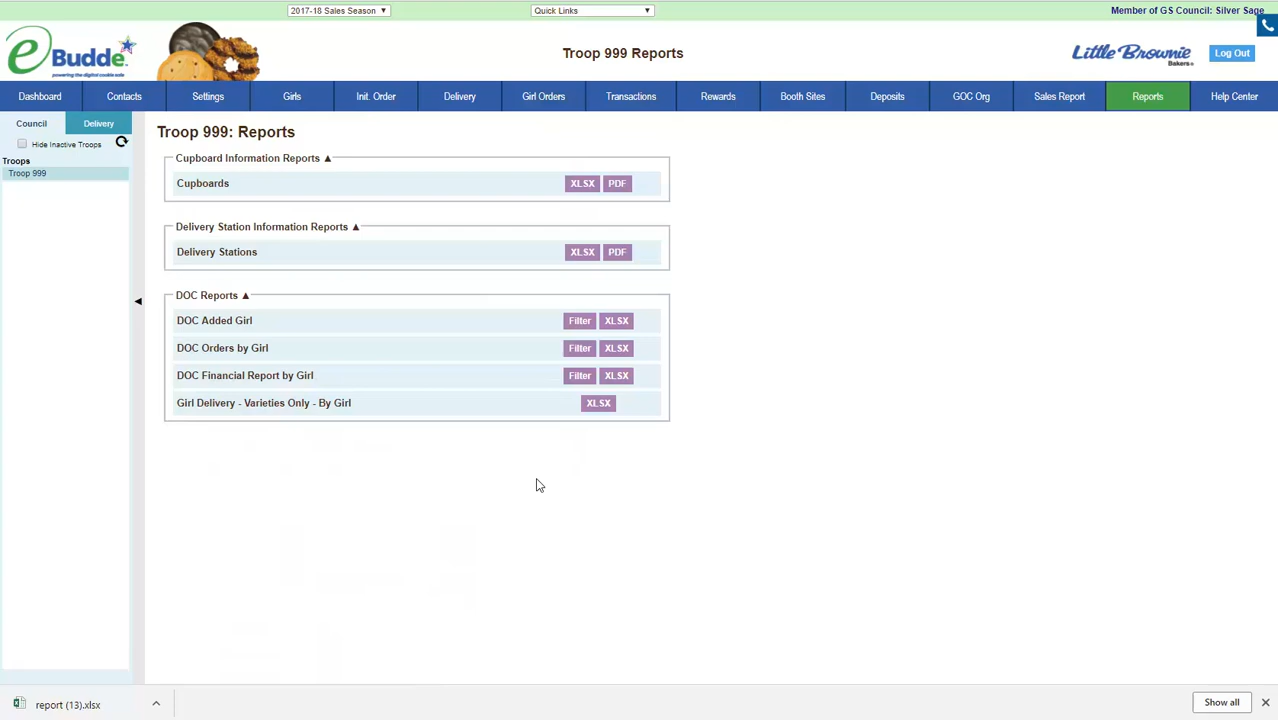 2017-18 Sales Season ▼
Quick Links ▼
Member of GS Council: Silver Sage
eBudde
powering the digital cookie sale
Troop 999 Reports
Little Brownie
Bakers
Log Out
Dashboard Contacts Settings Girls Init. Order Delivery Girl Orders Transactions Rewards Booth Sites Deposits GOC Org Sales Report Reports Help Center
Council Delivery
Hide Inactive Troops
Troops
Troop 999
Troop 999: Reports
Cupboard Information Reports ▲
Cupboards XLSX PDF
Delivery Station Information Reports ▲
Delivery Stations XLSX PDF
DOC Reports ▲
DOC Added Girl Filter XLSX
DOC Orders by Girl Filter XLSX
DOC Financial Report by Girl Filter XLSX
Girl Delivery - Varieties Only - By Girl XLSX
report (13).xlsx
Show all